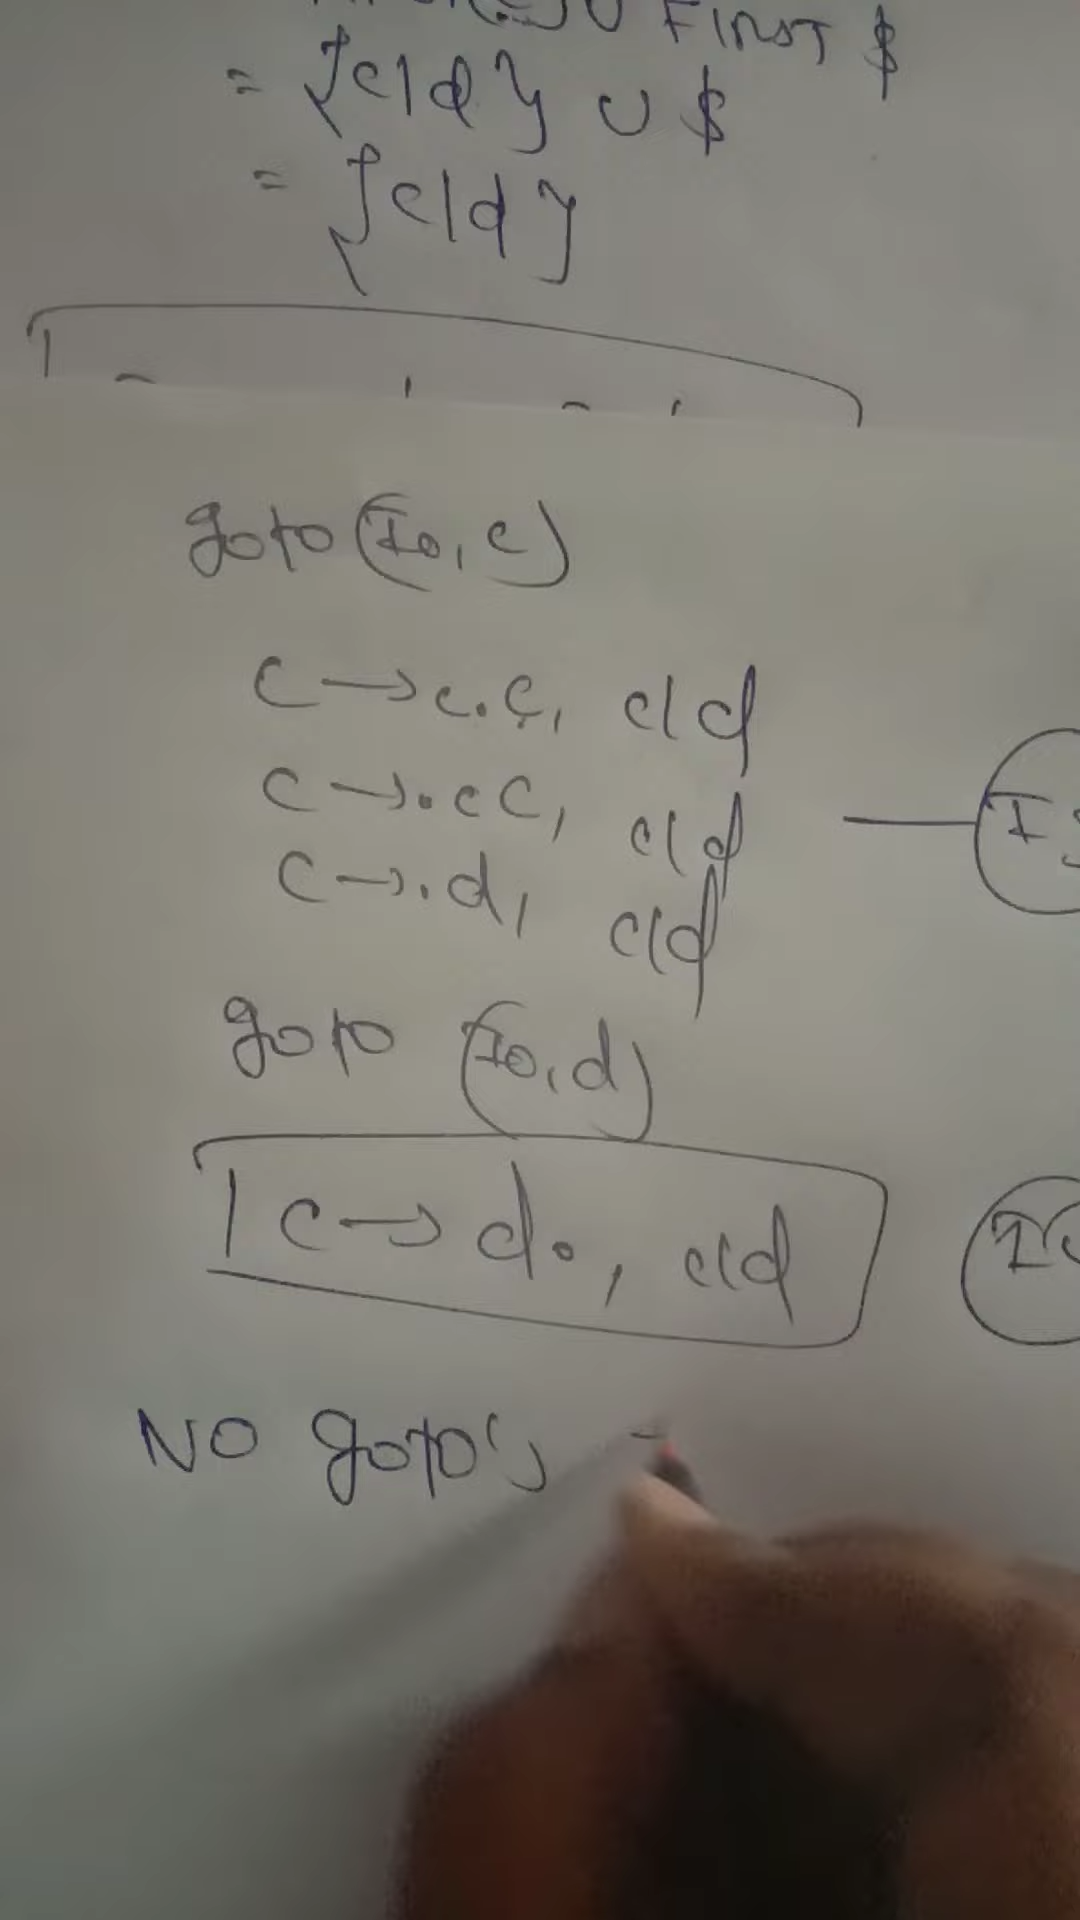 FIRST $
= {c|d} ∪ $
= {c|d}
goto (I0, c)
C → c.C, c|d
C → .cC, c|d
C → .d, c|d
goto (I0, d)
C → d., c|d
NO goto's